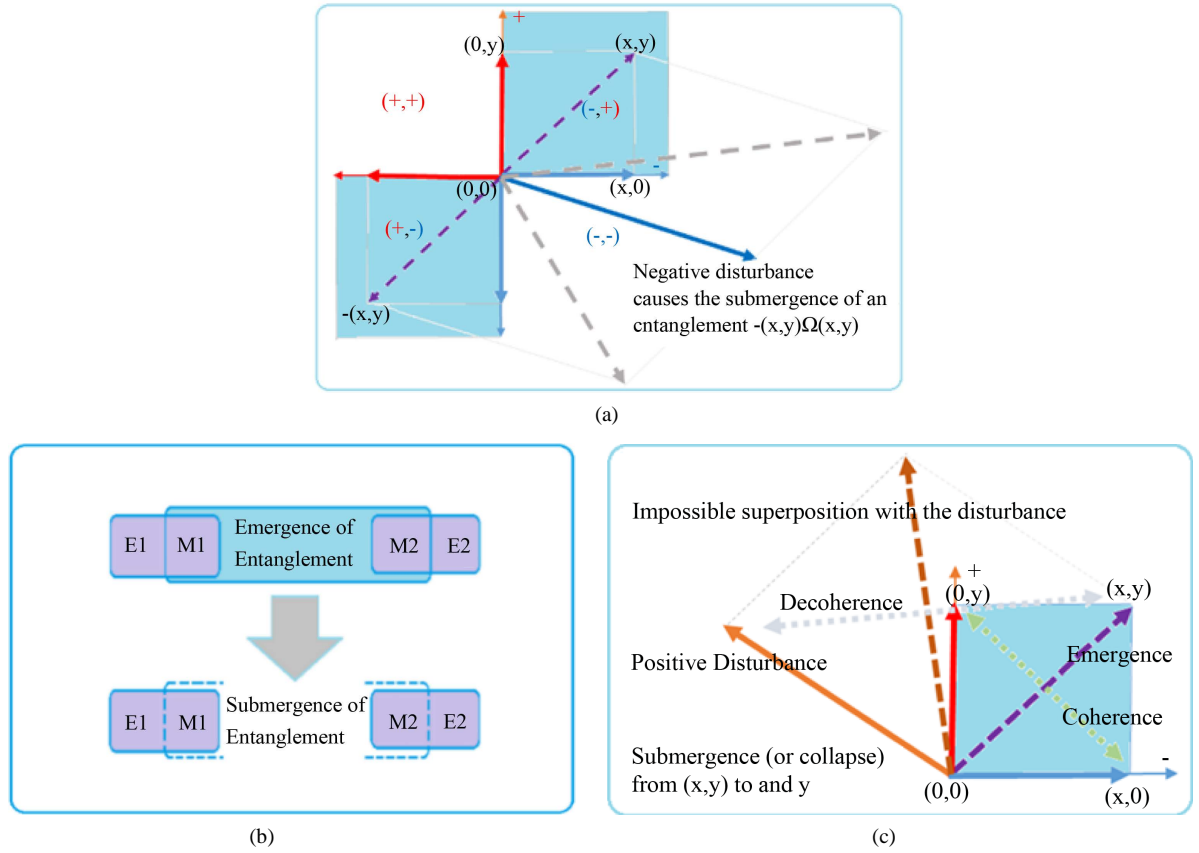 +
(0,y)
(x,y)
(+,+)
(-,+)
-
(0,0)
(x,0)
(+,-)
(-,-)
Negative disturbance
causes the submergence of an
cntanglement -(x,y)Ω(x,y)
-(x,y)
(a)
E1
M1
Emergence of
Entanglement
M2
E2
E1
M1
Submergence of
Entanglement
M2
E2
(b)
Impossible superposition with the disturbance
+
(0,y)
(x,y)
Decoherence
Positive Disturbance
Emergence
Coherence
Submergence (or collapse)
from (x,y) to and y
-
(0,0)
(x,0)
(c)